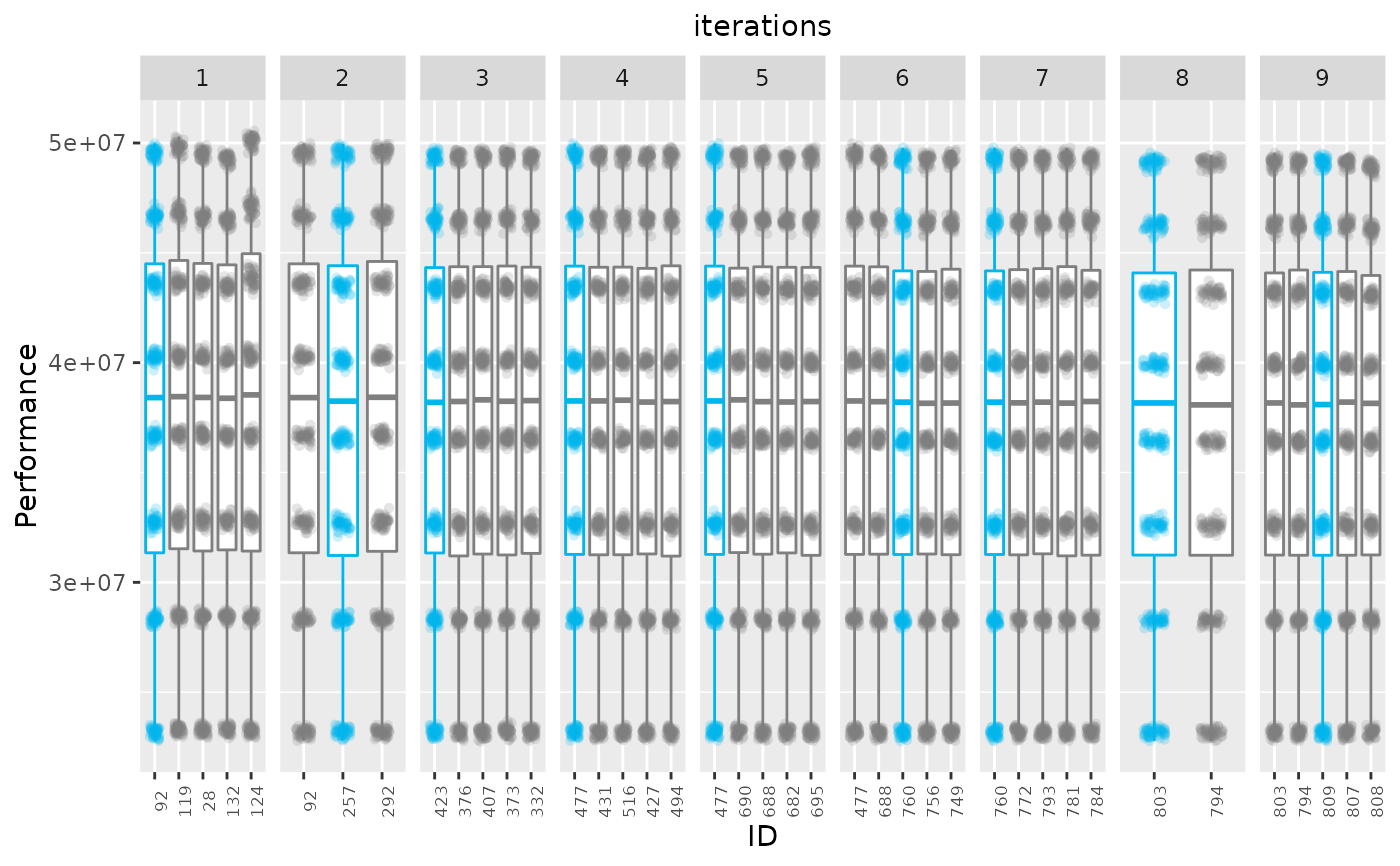 iterations
1 2 3 4 5 6 7 8 9
5e+07
4e+07
3e+07
Performance
92 119 28 132 124 92 257 292 423 376 407 373 332 477 431 516 427 494 477 690 688 682 695 477 688 760 756 749 760 772 793 781 784 803 794 803 794 809 807 808
ID